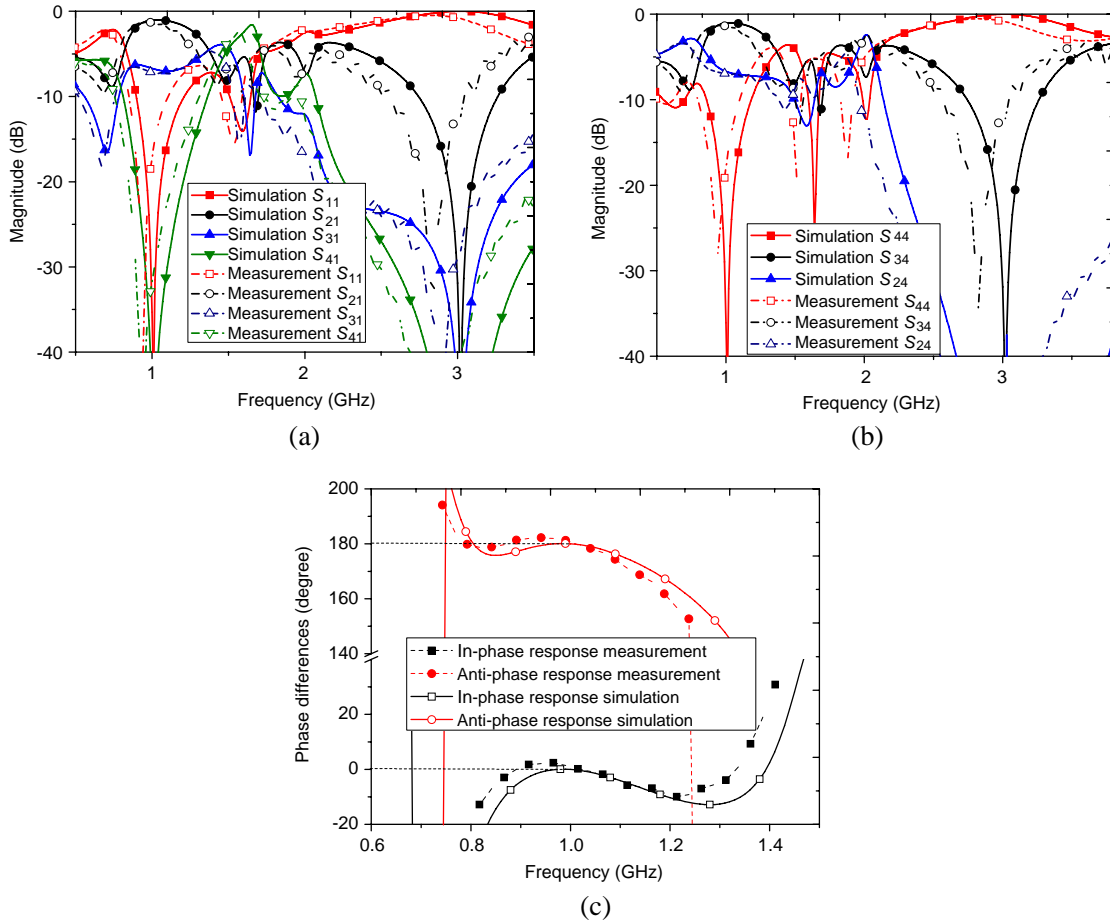 0
-10
-20
-30
-40
Magnitude (dB)
Simulation S11
Simulation S21
Simulation S31
Simulation S41
Measurement S11
Measurement S21
Measurement S31
Measurement S41
1
2
3
Frequency (GHz)
(a)
0
-10
-20
-30
-40
Magnitude (dB)
Simulation S44
Simulation S34
Simulation S24
Measurement S44
Measurement S34
Measurement S24
1
2
3
Frequency (GHz)
(b)
200
180
160
140
20
0
-20
Phase differences (degree)
In-phase response measurement
Anti-phase response measurement
In-phase response simulation
Anti-phase response simulation
0.6
0.8
1.0
1.2
1.4
Frequency (GHz)
(c)